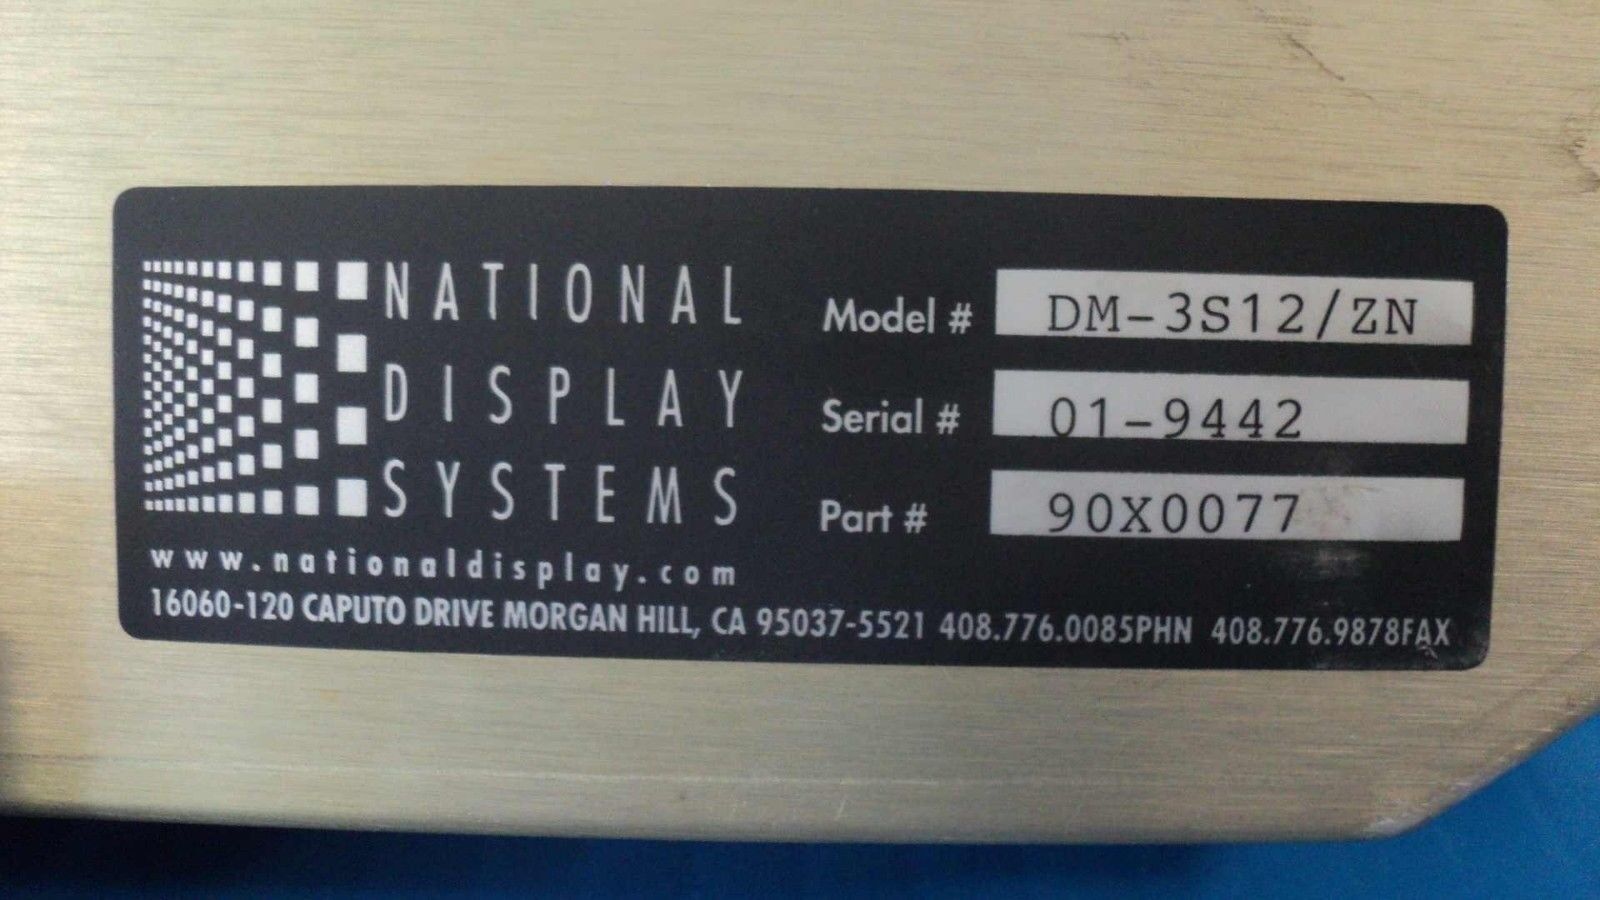 NATIONAL
DISPLAY
SYSTEMS
www.nationaldisplay.com
Model # DM-3S12/ZN
Serial # 01-9442
Part # 90X0077
16060-120 CAPUTO DRIVE MORGAN HILL, CA 95037-5521 408.776.0085PHN 408.776.9878FAX